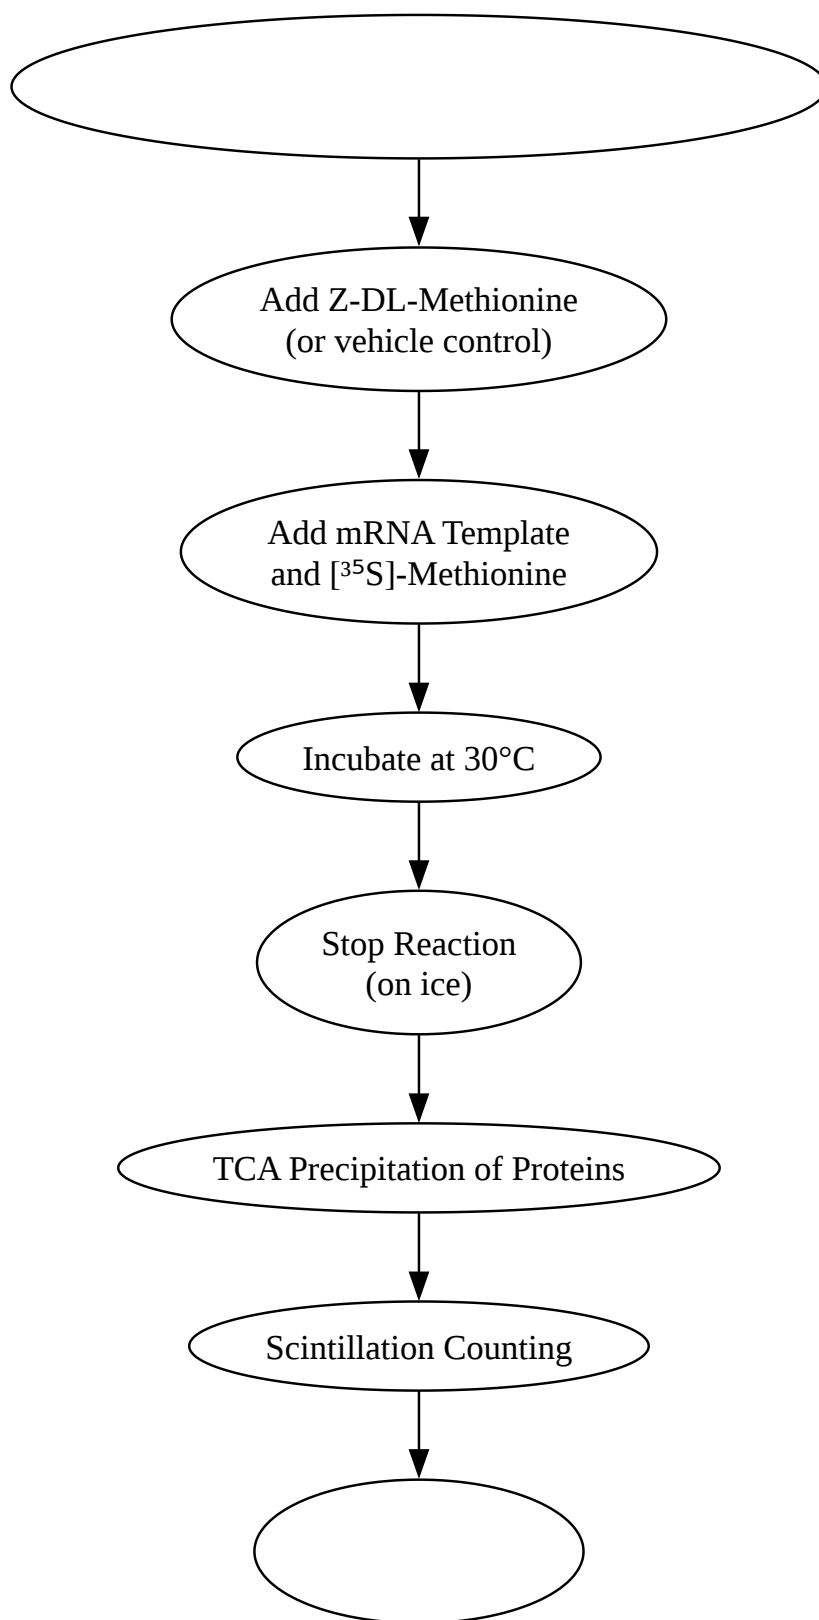 Add Z-DL-Methionine
(or vehicle control)
Add mRNA Template
and [³⁵S]-Methionine
Incubate at 30°C
Stop Reaction
(on ice)
TCA Precipitation of Proteins
Scintillation Counting